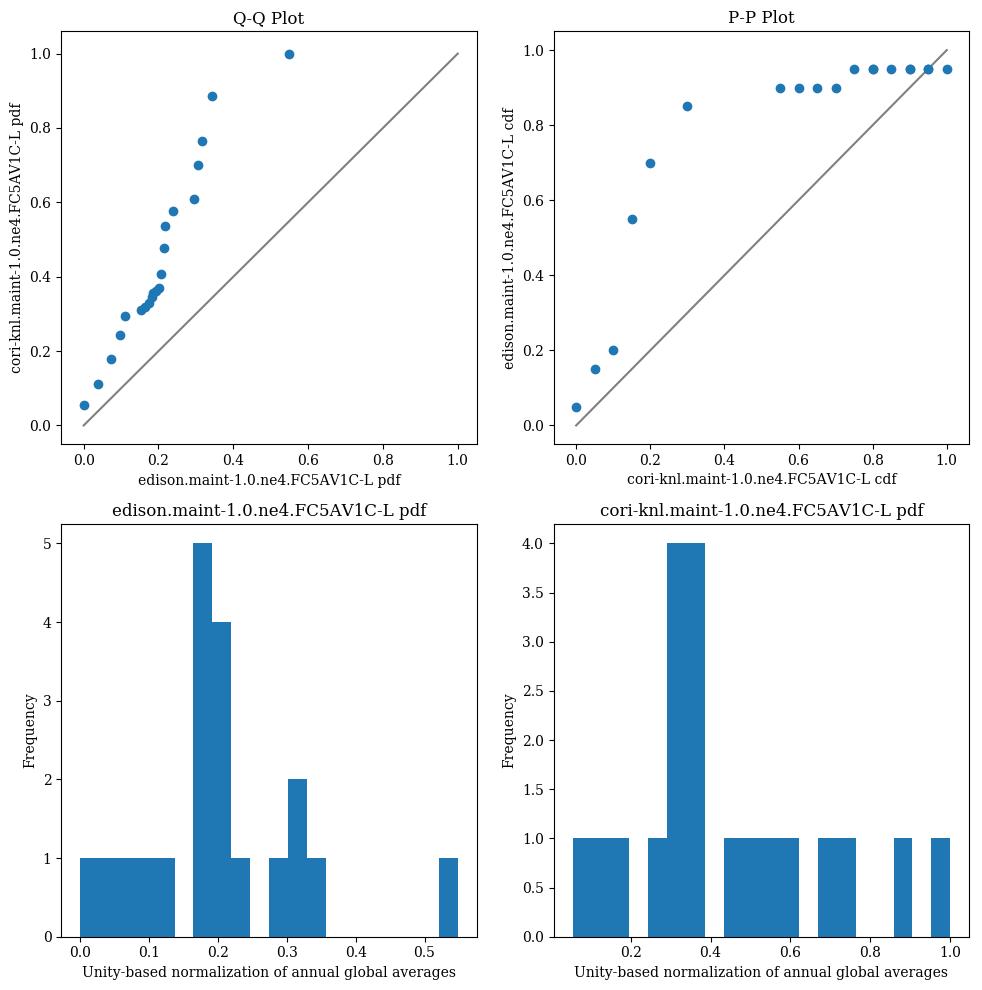 Q-Q Plot
cori-knl.maint-1.0.ne4.FC5AV1C-L pdf
1.0
0.8
0.6
0.4
0.2
0.0
0.0 0.2 0.4 0.6 0.8 1.0
edison.maint-1.0.ne4.FC5AV1C-L pdf
P-P Plot
edison.maint-1.0.ne4.FC5AV1C-L cdf
1.0
0.8
0.6
0.4
0.2
0.0
0.0 0.2 0.4 0.6 0.8 1.0
cori-knl.maint-1.0.ne4.FC5AV1C-L cdf
edison.maint-1.0.ne4.FC5AV1C-L pdf
Frequency
5
4
3
2
1
0
0.0 0.1 0.2 0.3 0.4 0.5
Unity-based normalization of annual global averages
cori-knl.maint-1.0.ne4.FC5AV1C-L pdf
Frequency
4.0
3.5
3.0
2.5
2.0
1.5
1.0
0.5
0.0
0.2 0.4 0.6 0.8 1.0
Unity-based normalization of annual global averages